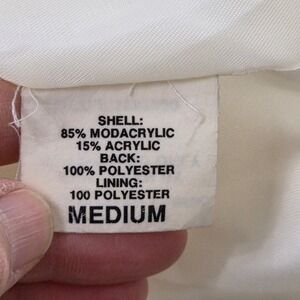 SHELL:
85% MODACRYLIC
15% ACRYLIC
BACK:
100% POLYESTER
LINING:
100 POLYESTER
MEDIUM